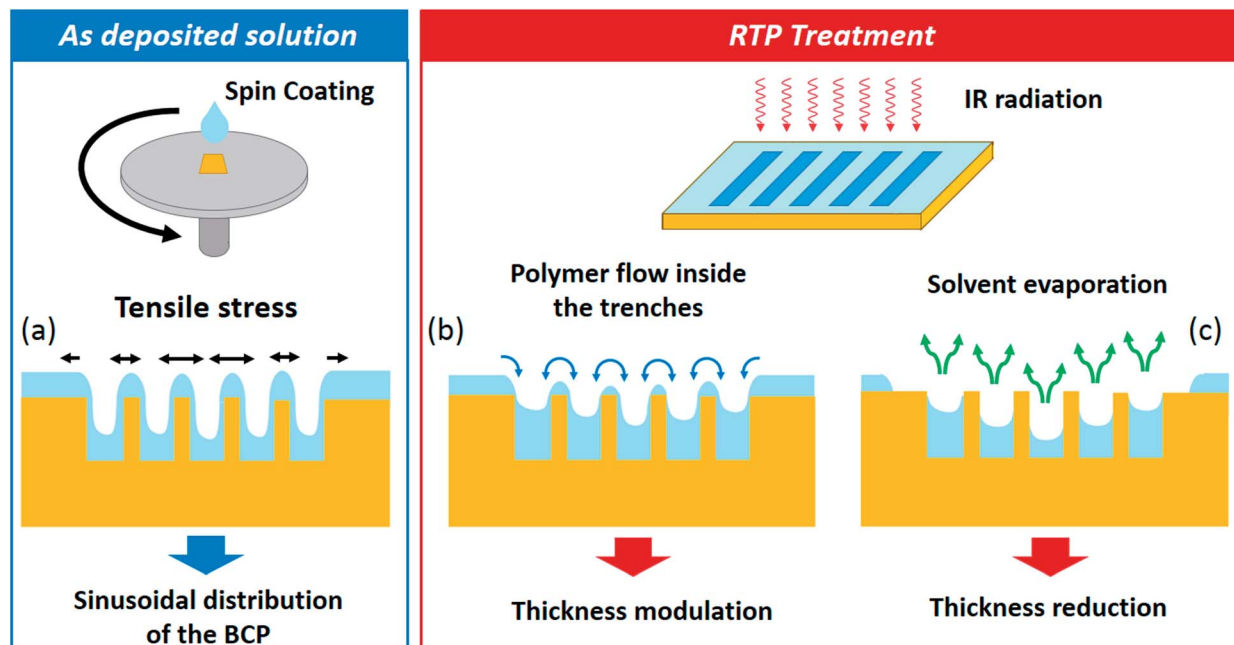 As deposited solution
Spin Coating
Tensile stress
(a)
Sinusoidal distribution
of the BCP
RTP Treatment
IR radiation
Polymer flow inside
the trenches
(b)
Thickness modulation
Solvent evaporation
(c)
Thickness reduction